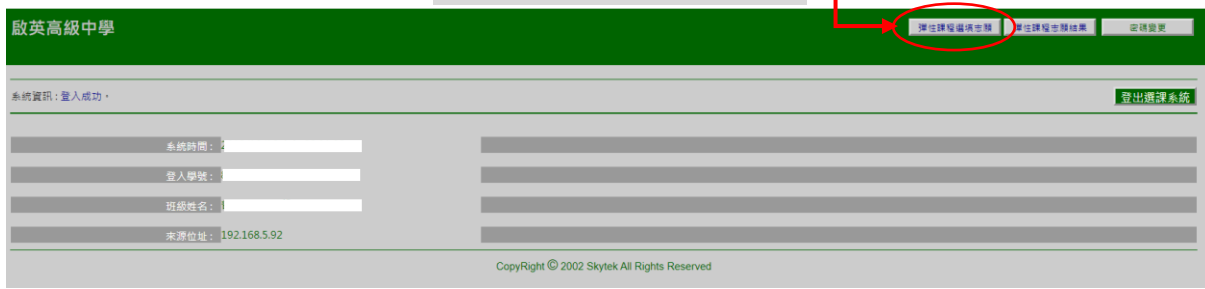 啟英高級中學
彈性課程選填志願 彈性課程志願結果 密碼變更
系統資訊：登入成功，
登出選課系統
系統時間：
登入學號：
班級姓名：
來源位址： 192.168.5.92
CopyRight © 2002 Skytek All Rights Reserved